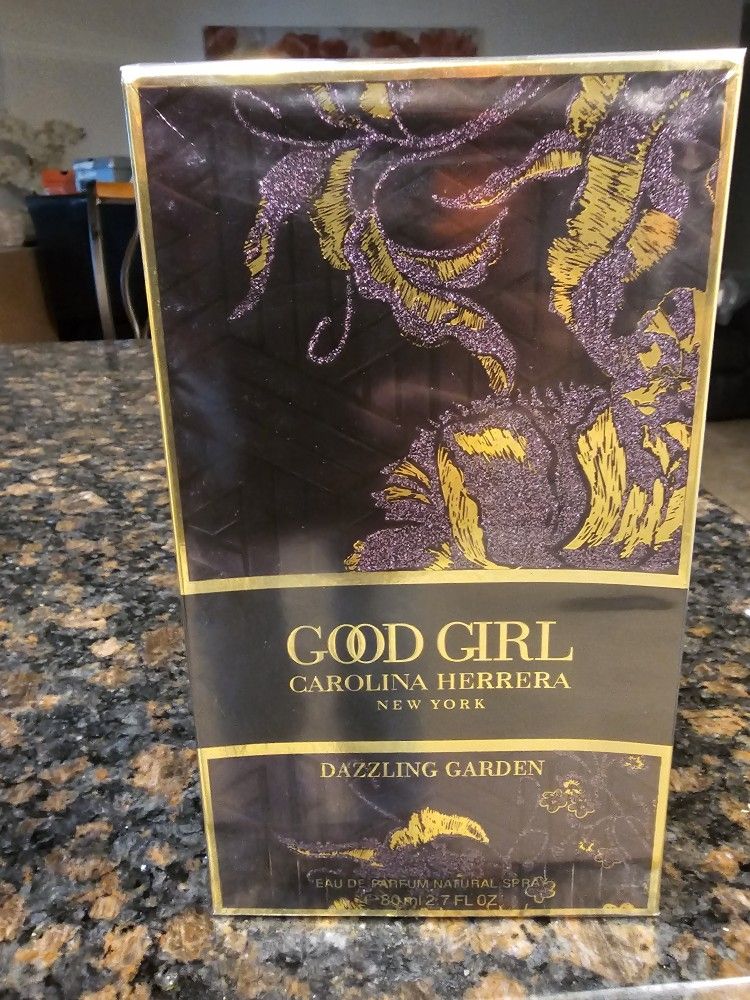 GOOD GIRL
CAROLINA HERRERA
NEW YORK
DAZZLING GARDEN
EAU DE PARFUM NATURAL SPRAY
80 ml 2.7 FL OZ